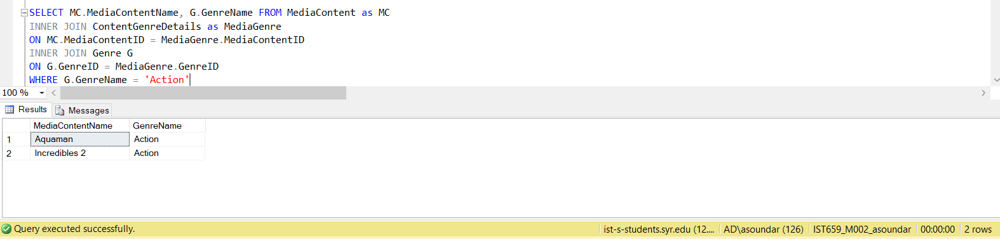 SELECT MC.MediaContentName, G.GenreName FROM MediaContent as MC
INNER JOIN ContentGenreDetails as MediaGenre
ON MC.MediaContentID = MediaGenre.MediaContentID
INNER JOIN Genre G
ON G.GenreID = MediaGenre.GenreID
WHERE G.GenreName = 'Action'
100 %
Results Messages
MediaContentName GenreName
1 Aquaman Action
2 Incredibles 2 Action
Query executed successfully. ist-s-students.syr.edu (12.... AD\asoundar (126) IST659_M002_asoundar 00:00:00 2 rows